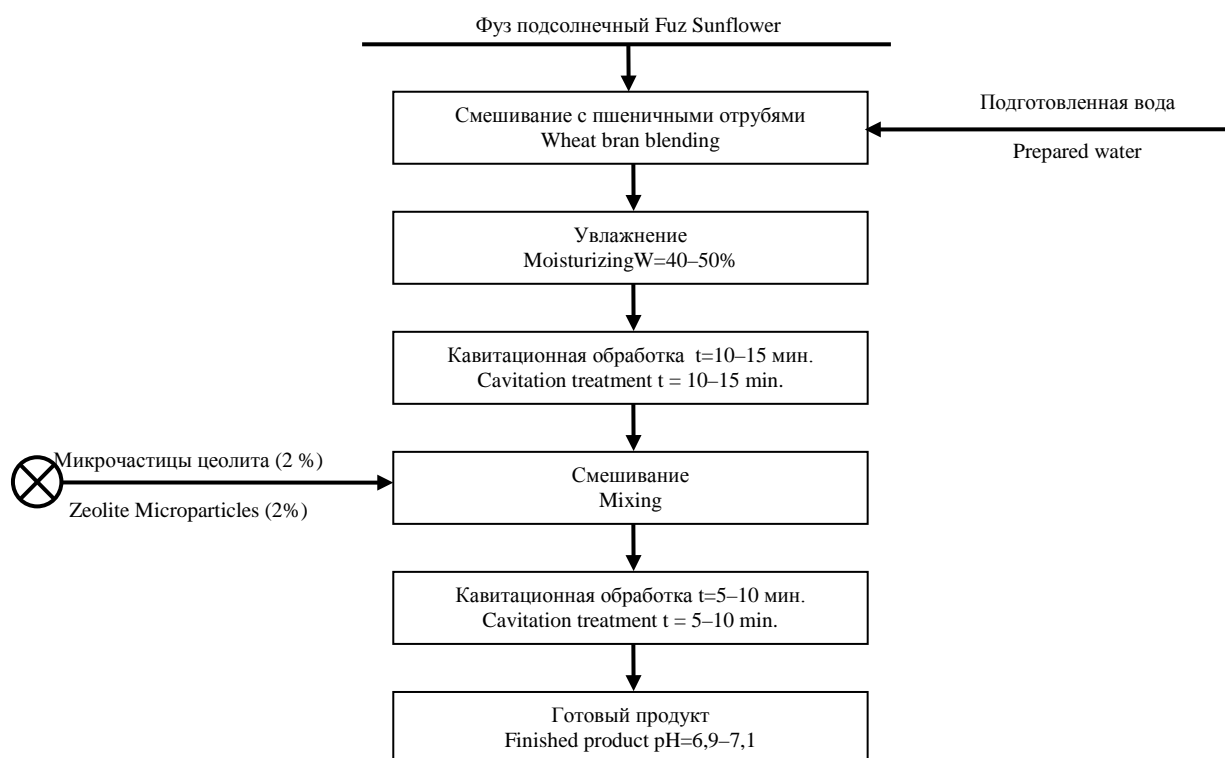 Фуз подсолнечный Fuz Sunflower
Смешивание с пшеничными отрубями
Wheat bran blending
Подготовленная вода
Prepared water
Увлажнение
MoisturizingW=40–50%
Кавитационная обработка t=10–15 мин.
Cavitation treatment t = 10–15 min.
Микрочастицы цеолита (2 %)
Zeolite Microparticles (2%)
Смешивание
Mixing
Кавитационная обработка t=5–10 мин.
Cavitation treatment t = 5–10 min.
Готовый продукт
Finished product pH=6,9–7,1